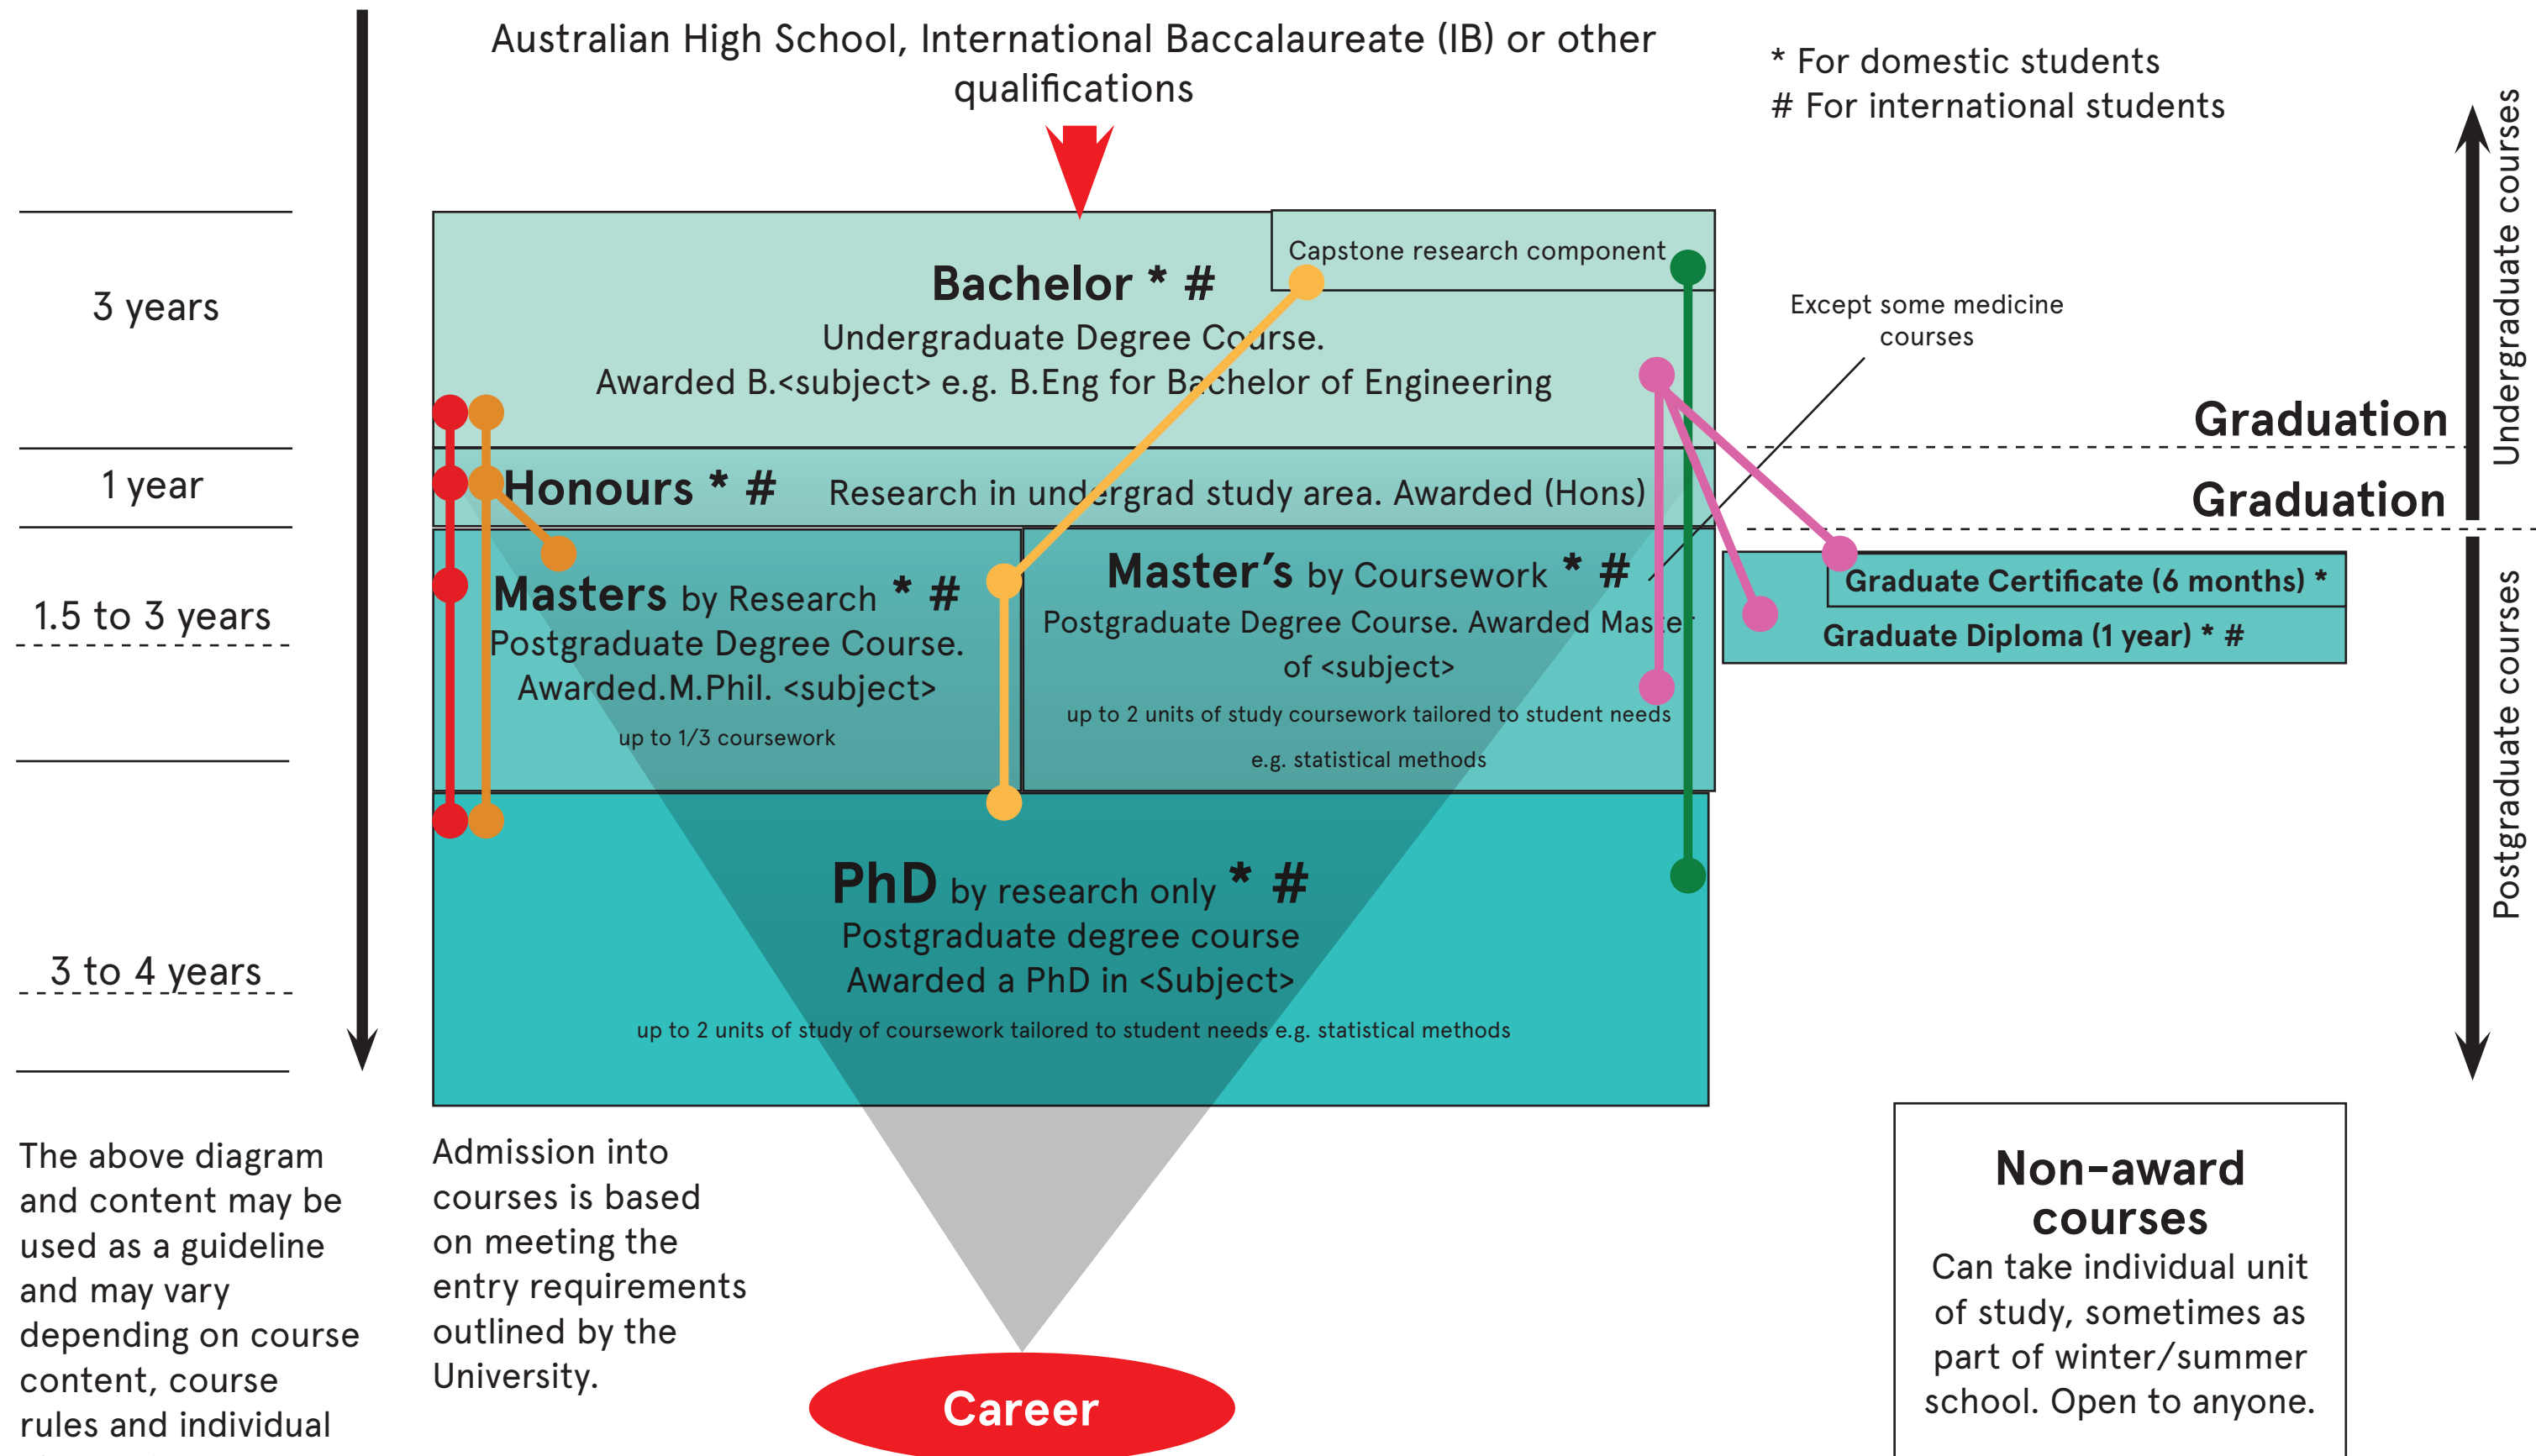 Australian High School, International Baccalaureate (IB) or other
qualifications
* For domestic students
# For international students
Undergraduate courses
3 years
Capstone research component
Bachelor * #
Undergraduate Degree Course.
Awarded B.<subject> e.g. B.Eng for Bachelor of Engineering
Except some medicine
courses
Graduation
1 year
Honours * # Research in undergrad study area. Awarded (Hons)
Graduation
1.5 to 3 years
Masters by Research * #
Postgraduate Degree Course.
Awarded.M.Phil. <subject>
up to 1/3 coursework
Master's by Coursework * #
Postgraduate Degree Course. Awarded Master
of <subject>
up to 2 units of study coursework tailored to student needs
e.g. statistical methods
Graduate Certificate (6 months) *
Graduate Diploma (1 year) * #
Postgraduate courses
3 to 4 years
PhD by research only * #
Postgraduate degree course
Awarded a PhD in <Subject>
up to 2 units of study of coursework tailored to student needs e.g. statistical methods
The above diagram
and content may be
used as a guideline
and may vary
depending on course
content, course
rules and individual
Admission into
courses is based
on meeting the
entry requirements
outlined by the
University.
Career
Non-award
courses
Can take individual unit
of study, sometimes as
part of winter/summer
school. Open to anyone.